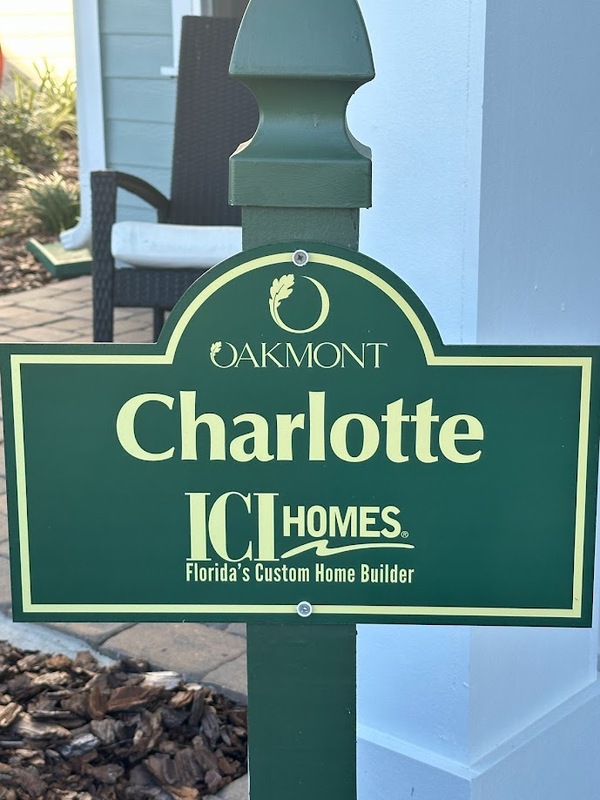 OAKMONT
Charlotte
ICI HOMES®
Florida's Custom Home Builder